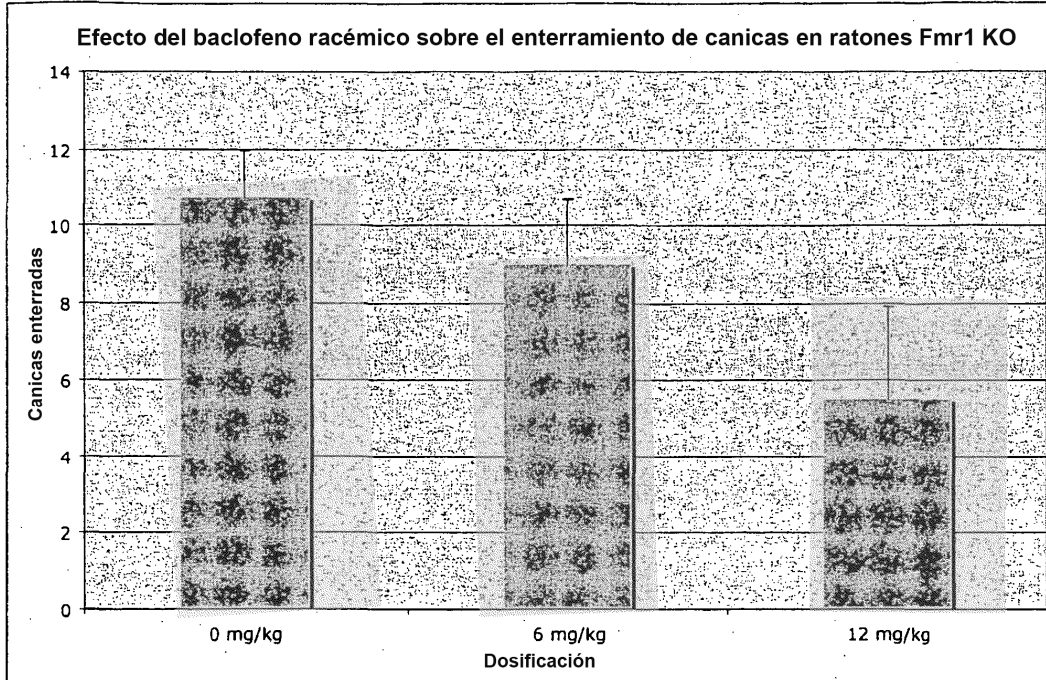 Efecto del baclofeno racémico sobre el enterramiento de canicas en ratones Fmr1 KO
14
12
10
8
6
4
2
0
Canicas enterradas
0 mg/kg
6 mg/kg
12 mg/kg
Dosificación